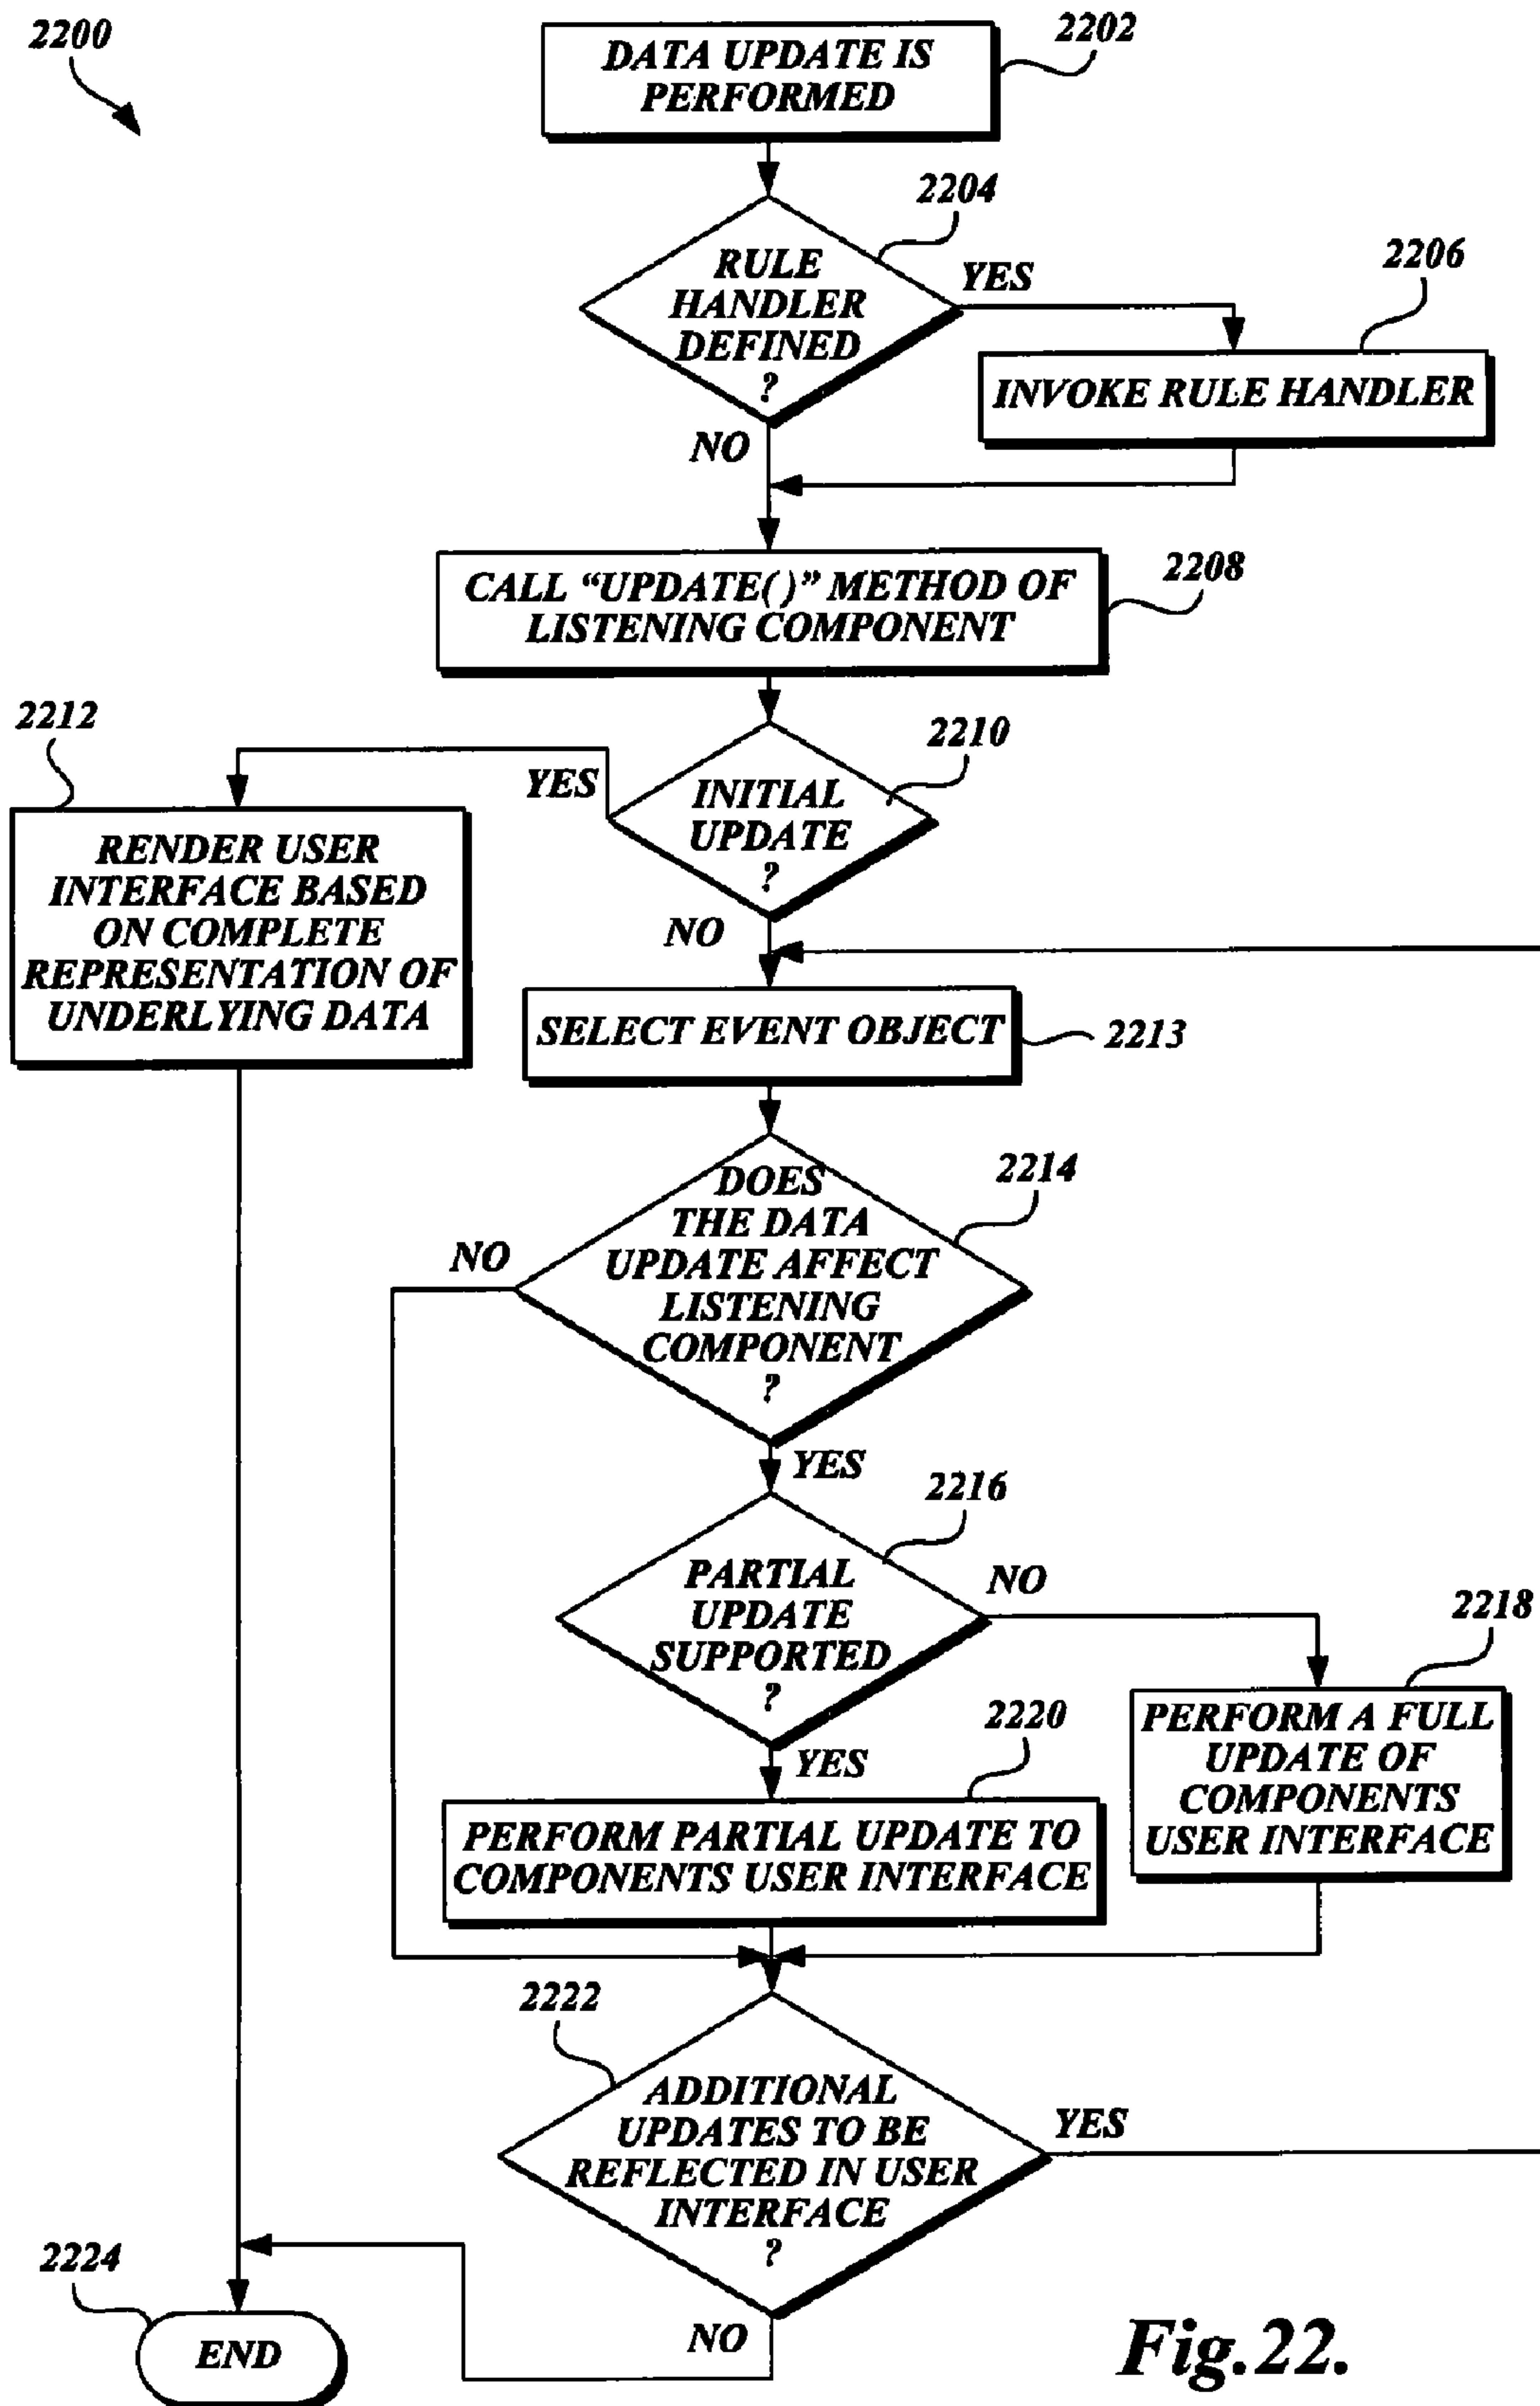 2200
DATA UPDATE IS
PERFORMED
2202
2204
RULE
HANDLER
DEFINED
?
YES
2206
INVOKE RULE HANDLER
NO
CALL “UPDATE( )” METHOD OF
LISTENING COMPONENT
2208
2212
2210
YES
INITIAL
UPDATE
?
RENDER USER
INTERFACE BASED
ON COMPLETE
REPRESENTATION OF
UNDERLYING DATA
NO
SELECT EVENT OBJECT
2213
2214
DOES
THE DATA
UPDATE AFFECT
LISTENING
COMPONENT
?
NO
YES
2216
PARTIAL
UPDATE
SUPPORTED
?
NO
2218
PERFORM A FULL
UPDATE OF
COMPONENTS
USER INTERFACE
YES
2220
PERFORM PARTIAL UPDATE TO
COMPONENTS USER INTERFACE
2222
ADDITIONAL
UPDATES TO BE
REFLECTED IN USER
INTERFACE
?
YES
NO
2224
END
Fig.22.